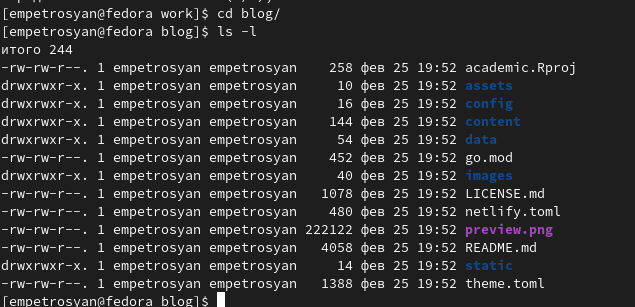 [empetrosyan@fedora work]$ cd blog/
[empetrosyan@fedora blog]$ ls -l
итого 244
-rw-rw-r--. 1 empetrosyan empetrosyan    258 фев 25 19:52 academic.Rproj
drwxrwxr-x. 1 empetrosyan empetrosyan     10 фев 25 19:52 assets
drwxrwxr-x. 1 empetrosyan empetrosyan     16 фев 25 19:52 config
drwxrwxr-x. 1 empetrosyan empetrosyan    144 фев 25 19:52 content
drwxrwxr-x. 1 empetrosyan empetrosyan     54 фев 25 19:52 data
-rw-rw-r--. 1 empetrosyan empetrosyan    452 фев 25 19:52 go.mod
drwxrwxr-x. 1 empetrosyan empetrosyan     40 фев 25 19:52 images
-rw-rw-r--. 1 empetrosyan empetrosyan   1078 фев 25 19:52 LICENSE.md
-rw-rw-r--. 1 empetrosyan empetrosyan    480 фев 25 19:52 netlify.toml
-rw-rw-r--. 1 empetrosyan empetrosyan 222122 фев 25 19:52 preview.png
-rw-rw-r--. 1 empetrosyan empetrosyan   4058 фев 25 19:52 README.md
drwxrwxr-x. 1 empetrosyan empetrosyan     14 фев 25 19:52 static
-rw-rw-r--. 1 empetrosyan empetrosyan   1388 фев 25 19:52 theme.toml
[empetrosyan@fedora blog]$